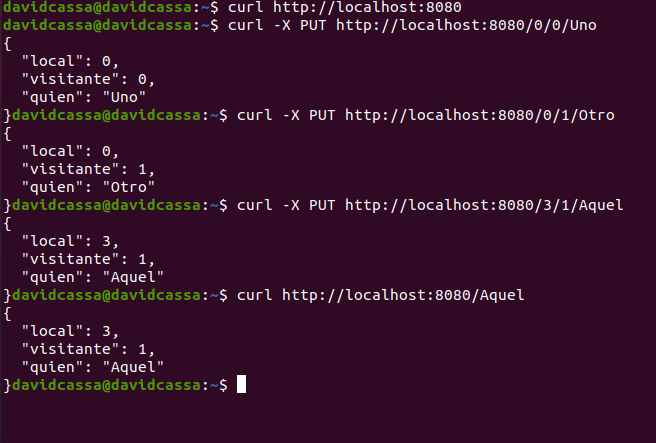 davidcassa@davidcassa:~$ curl http://localhost:8080
davidcassa@davidcassa:~$ curl -X PUT http://localhost:8080/0/0/Uno
{
  "local": 0,
  "visitante": 0,
  "quien": "Uno"
}davidcassa@davidcassa:~$ curl -X PUT http://localhost:8080/0/1/Otro
{
  "local": 0,
  "visitante": 1,
  "quien": "Otro"
}davidcassa@davidcassa:~$ curl -X PUT http://localhost:8080/3/1/Aquel
{
  "local": 3,
  "visitante": 1,
  "quien": "Aquel"
}davidcassa@davidcassa:~$ curl http://localhost:8080/Aquel
{
  "local": 3,
  "visitante": 1,
  "quien": "Aquel"
}davidcassa@davidcassa:~$